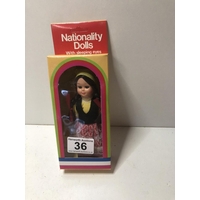 Nationality
Dolls
With sleeping eyes
36